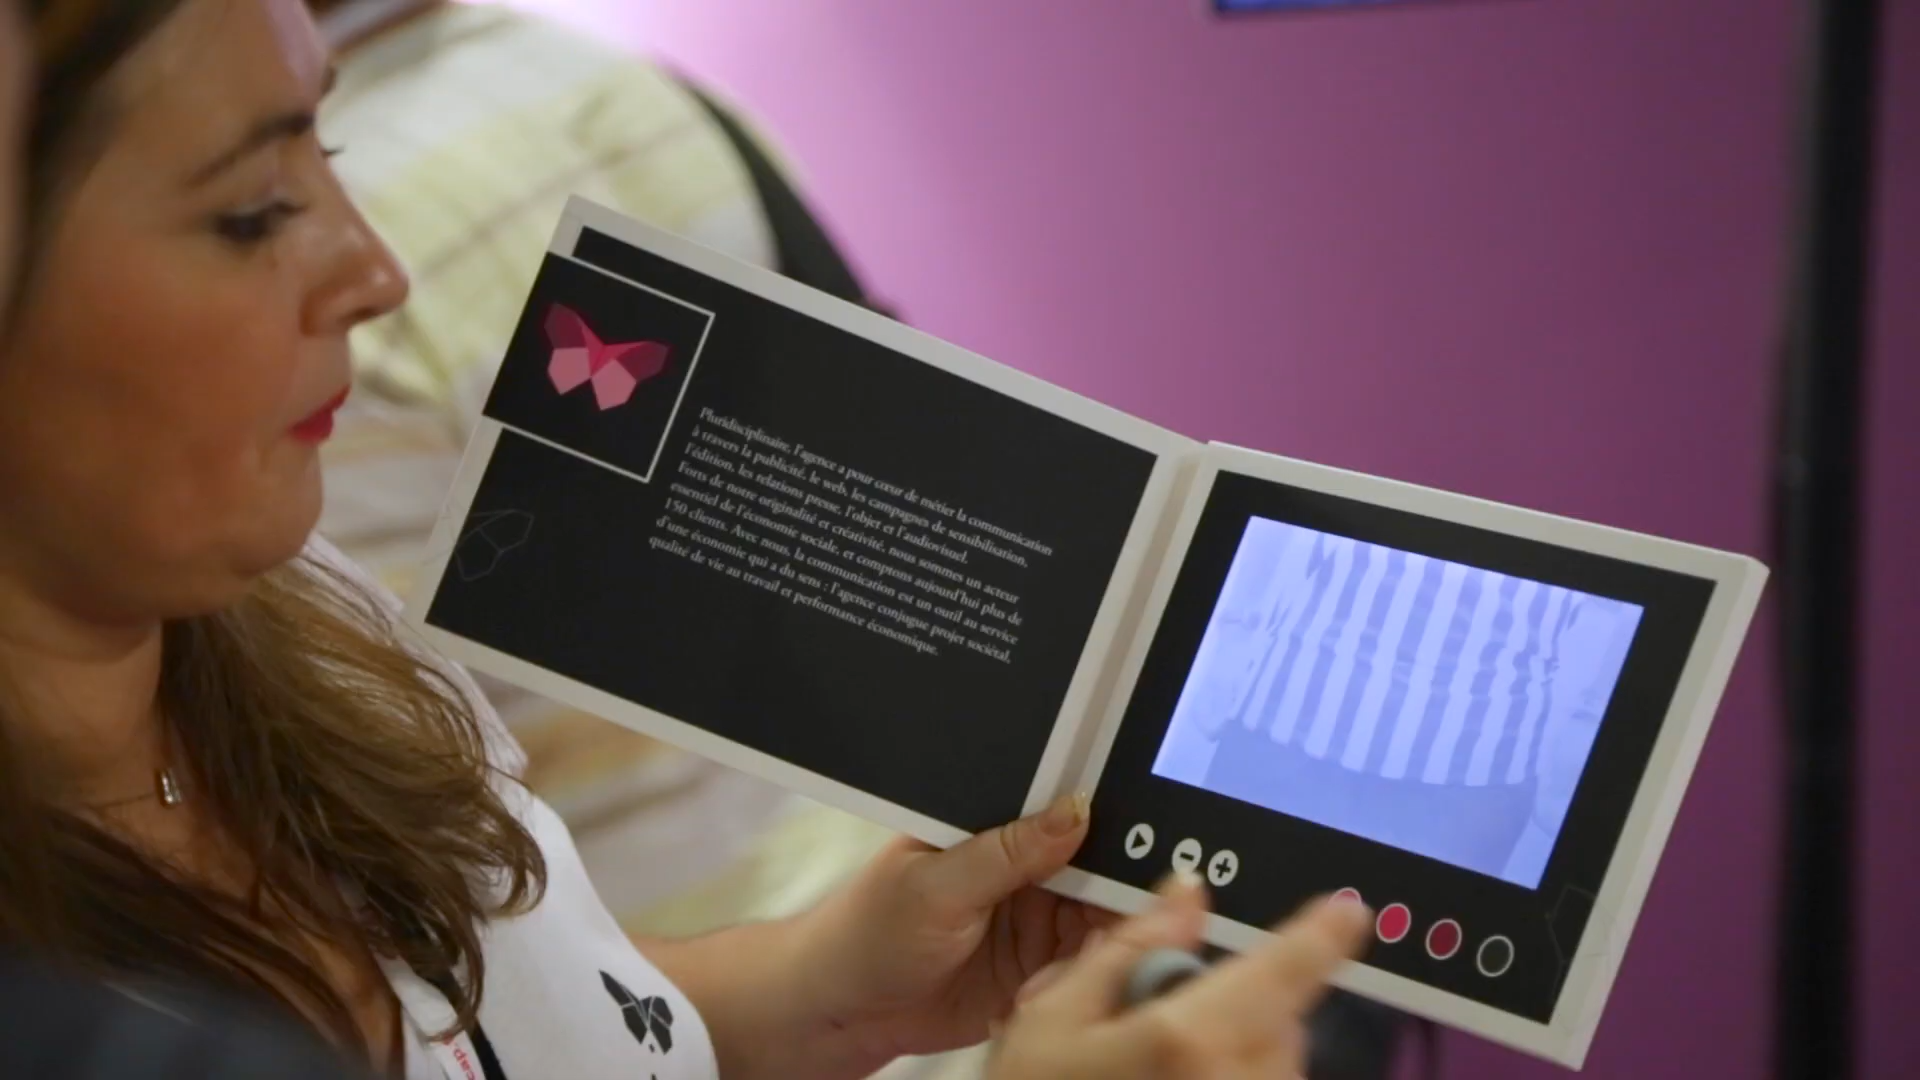 Pluridisciplinaire, l'agence a pour cœur de métier la communication
à travers la publicité, le web, les campagnes de sensibilisation,
l'édition, les relations presse, l'objet et l'audiovisuel.
Forts de notre originalité et créativité, nous sommes un acteur
essentiel de l'économie sociale, et comptons aujourd'hui plus de
150 clients. Avec nous, la communication est un outil au service
d'une économie qui a du sens : l'agence conjugue projet sociétal,
qualité de vie au travail et performance économique.
cap.